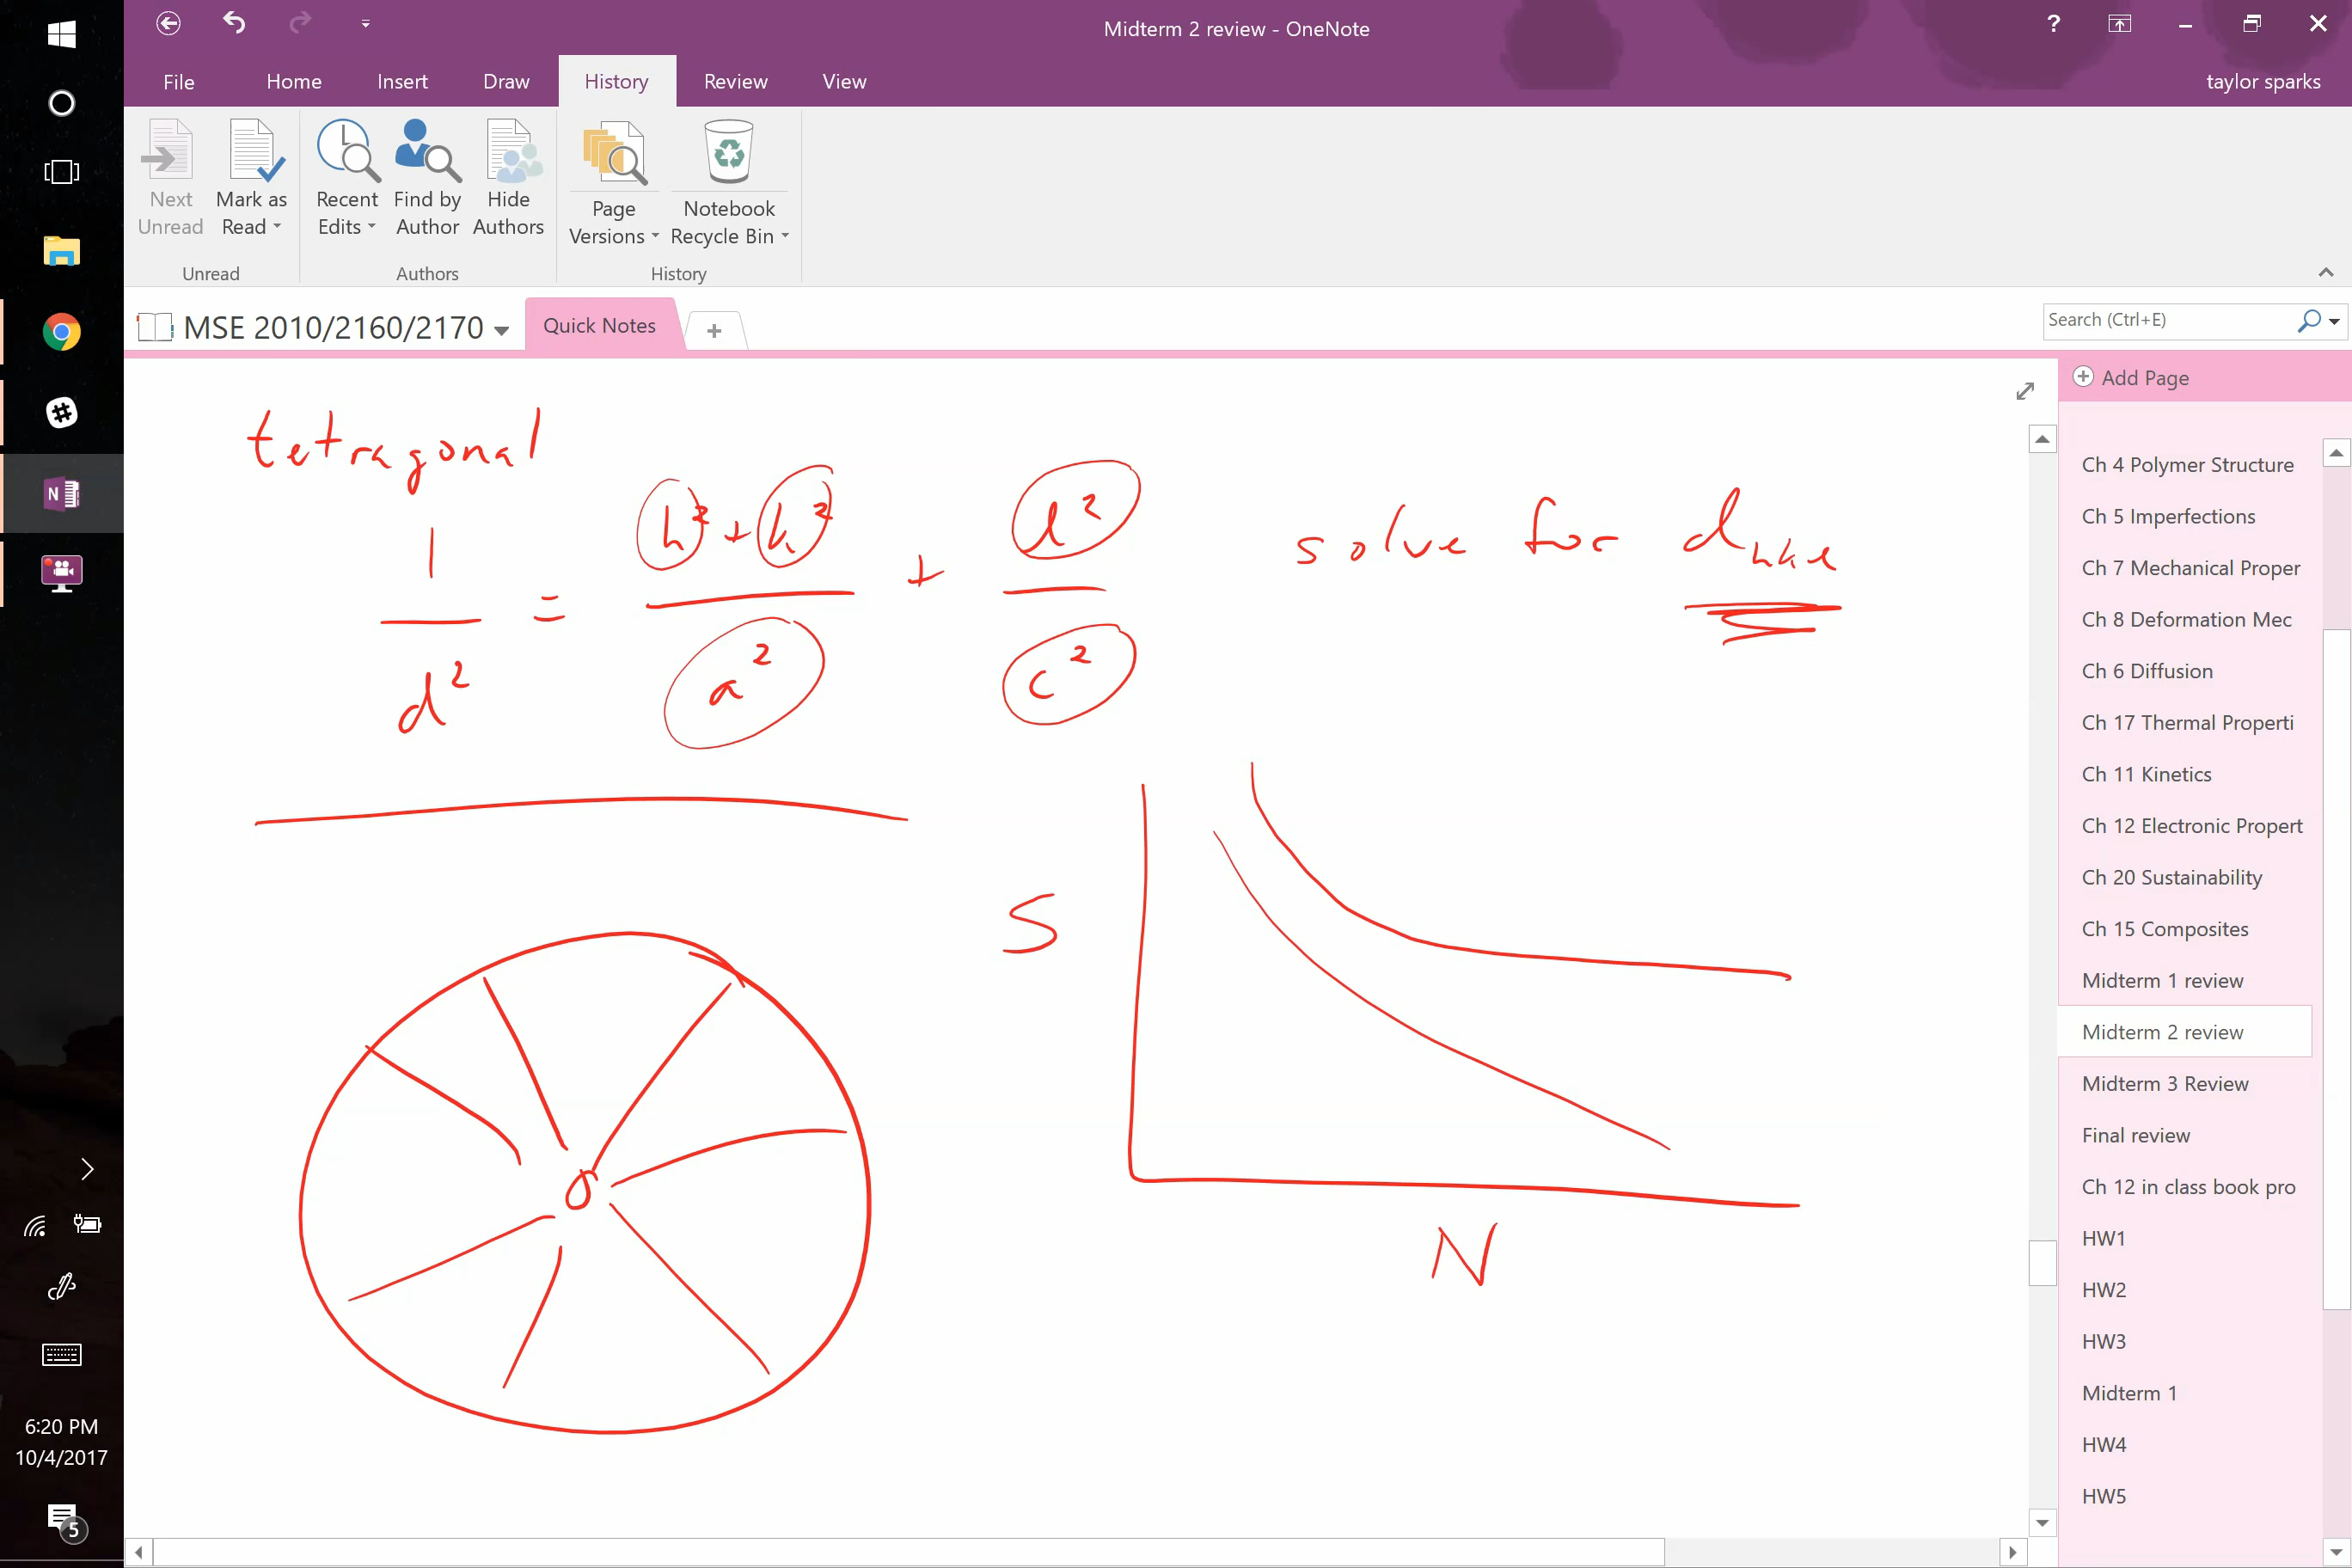 Midterm 2 review - OneNote
?
File Home Insert Draw History Review View
taylor sparks
Next Unread
Mark as Read
Recent Edits
Find by Author
Hide Authors
Page Versions
Notebook Recycle Bin
Unread Authors History
MSE 2010/2160/2170
Quick Notes
+
Search (Ctrl+E)
Add Page
Ch 4 Polymer Structure
Ch 5 Imperfections
Ch 7 Mechanical Proper
Ch 8 Deformation Mec
Ch 6 Diffusion
Ch 17 Thermal Properti
Ch 11 Kinetics
Ch 12 Electronic Propert
Ch 20 Sustainability
Ch 15 Composites
Midterm 1 review
Midterm 2 review
Midterm 3 Review
Final review
Ch 12 in class book pro
HW1
HW2
HW3
Midterm 1
HW4
HW5
tetragonal
1/d² = (h²+k²)/a² + l²/c²
solve for d_hkl
S
N
N
6:20 PM
10/4/2017
5